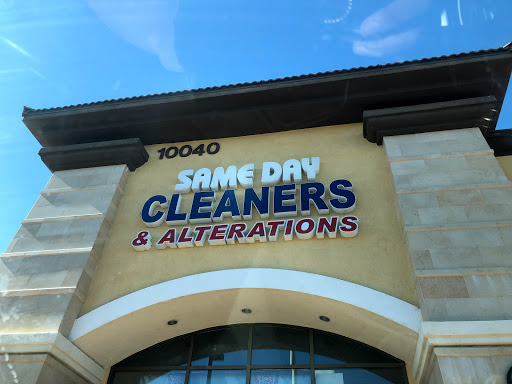 10040
SAME DAY
CLEANERS
& ALTERATIONS